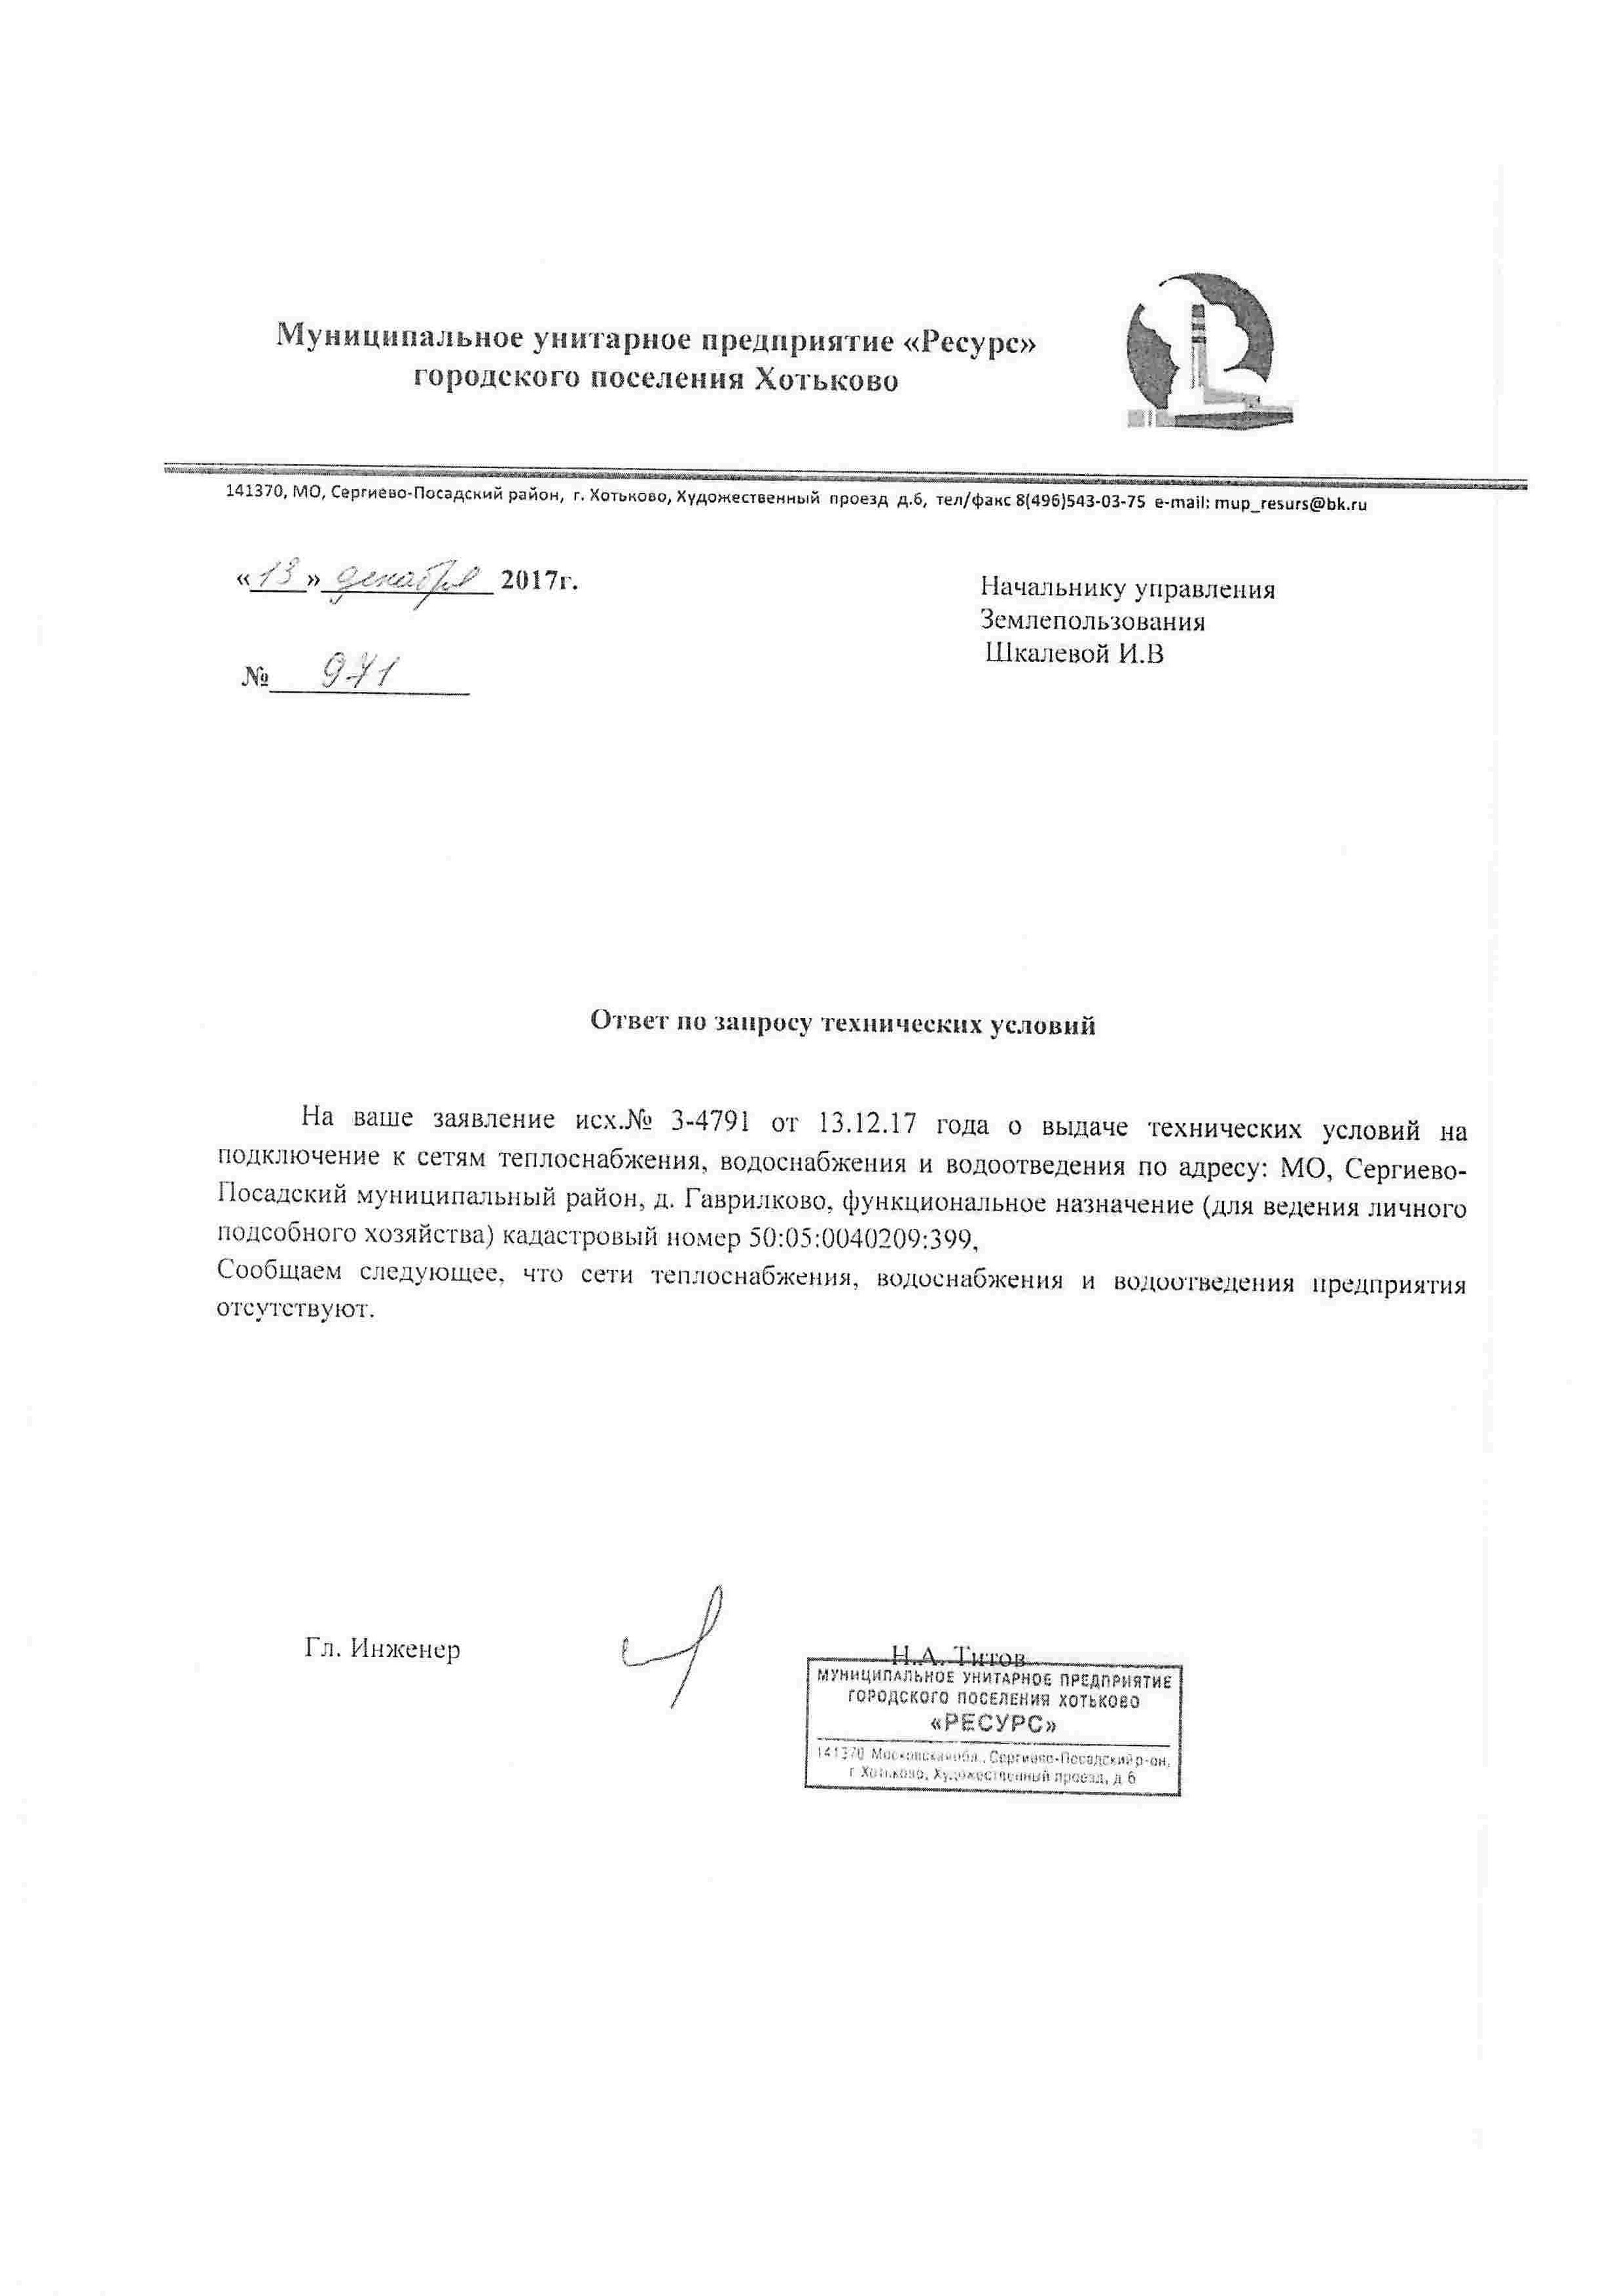 Муниципальное унитарное предприятие «Ресурс»
городского поселения Хотьково
141370, МО, Сергиево-Посадский район, г. Хотьково, Художественный проезд д.6, тел/факс 8(496)543-03-75 e-mail: mup_resurs@bk.ru
«13» декабря 2017г.
№ 971
Начальнику управления
Землепользования
Шкалевой И.В
Ответ по запросу технических условий
На ваше заявление исх.№ 3-4791 от 13.12.17 года о выдаче технических условий на
подключение к сетям теплоснабжения, водоснабжения и водоотведения по адресу: МО, Сергиево-
Посадский муниципальный район, д. Гаврилково, функциональное назначение (для ведения личного
подсобного хозяйства) кадастровый номер 50:05:0040209:399,
Сообщаем следующее, что сети теплоснабжения, водоснабжения и водоотведения предприятия
отсутствуют.
Гл. Инженер
Н.А. Титов
МУНИЦИПАЛЬНОЕ УНИТАРНОЕ ПРЕДПРИЯТИЕ
ГОРОДСКОГО ПОСЕЛЕНИЯ ХОТЬКОВО
«РЕСУРС»
141370 Московская обл., Сергиево-Посадский р-он,
г Хотьково, Художественный проезд, д 6